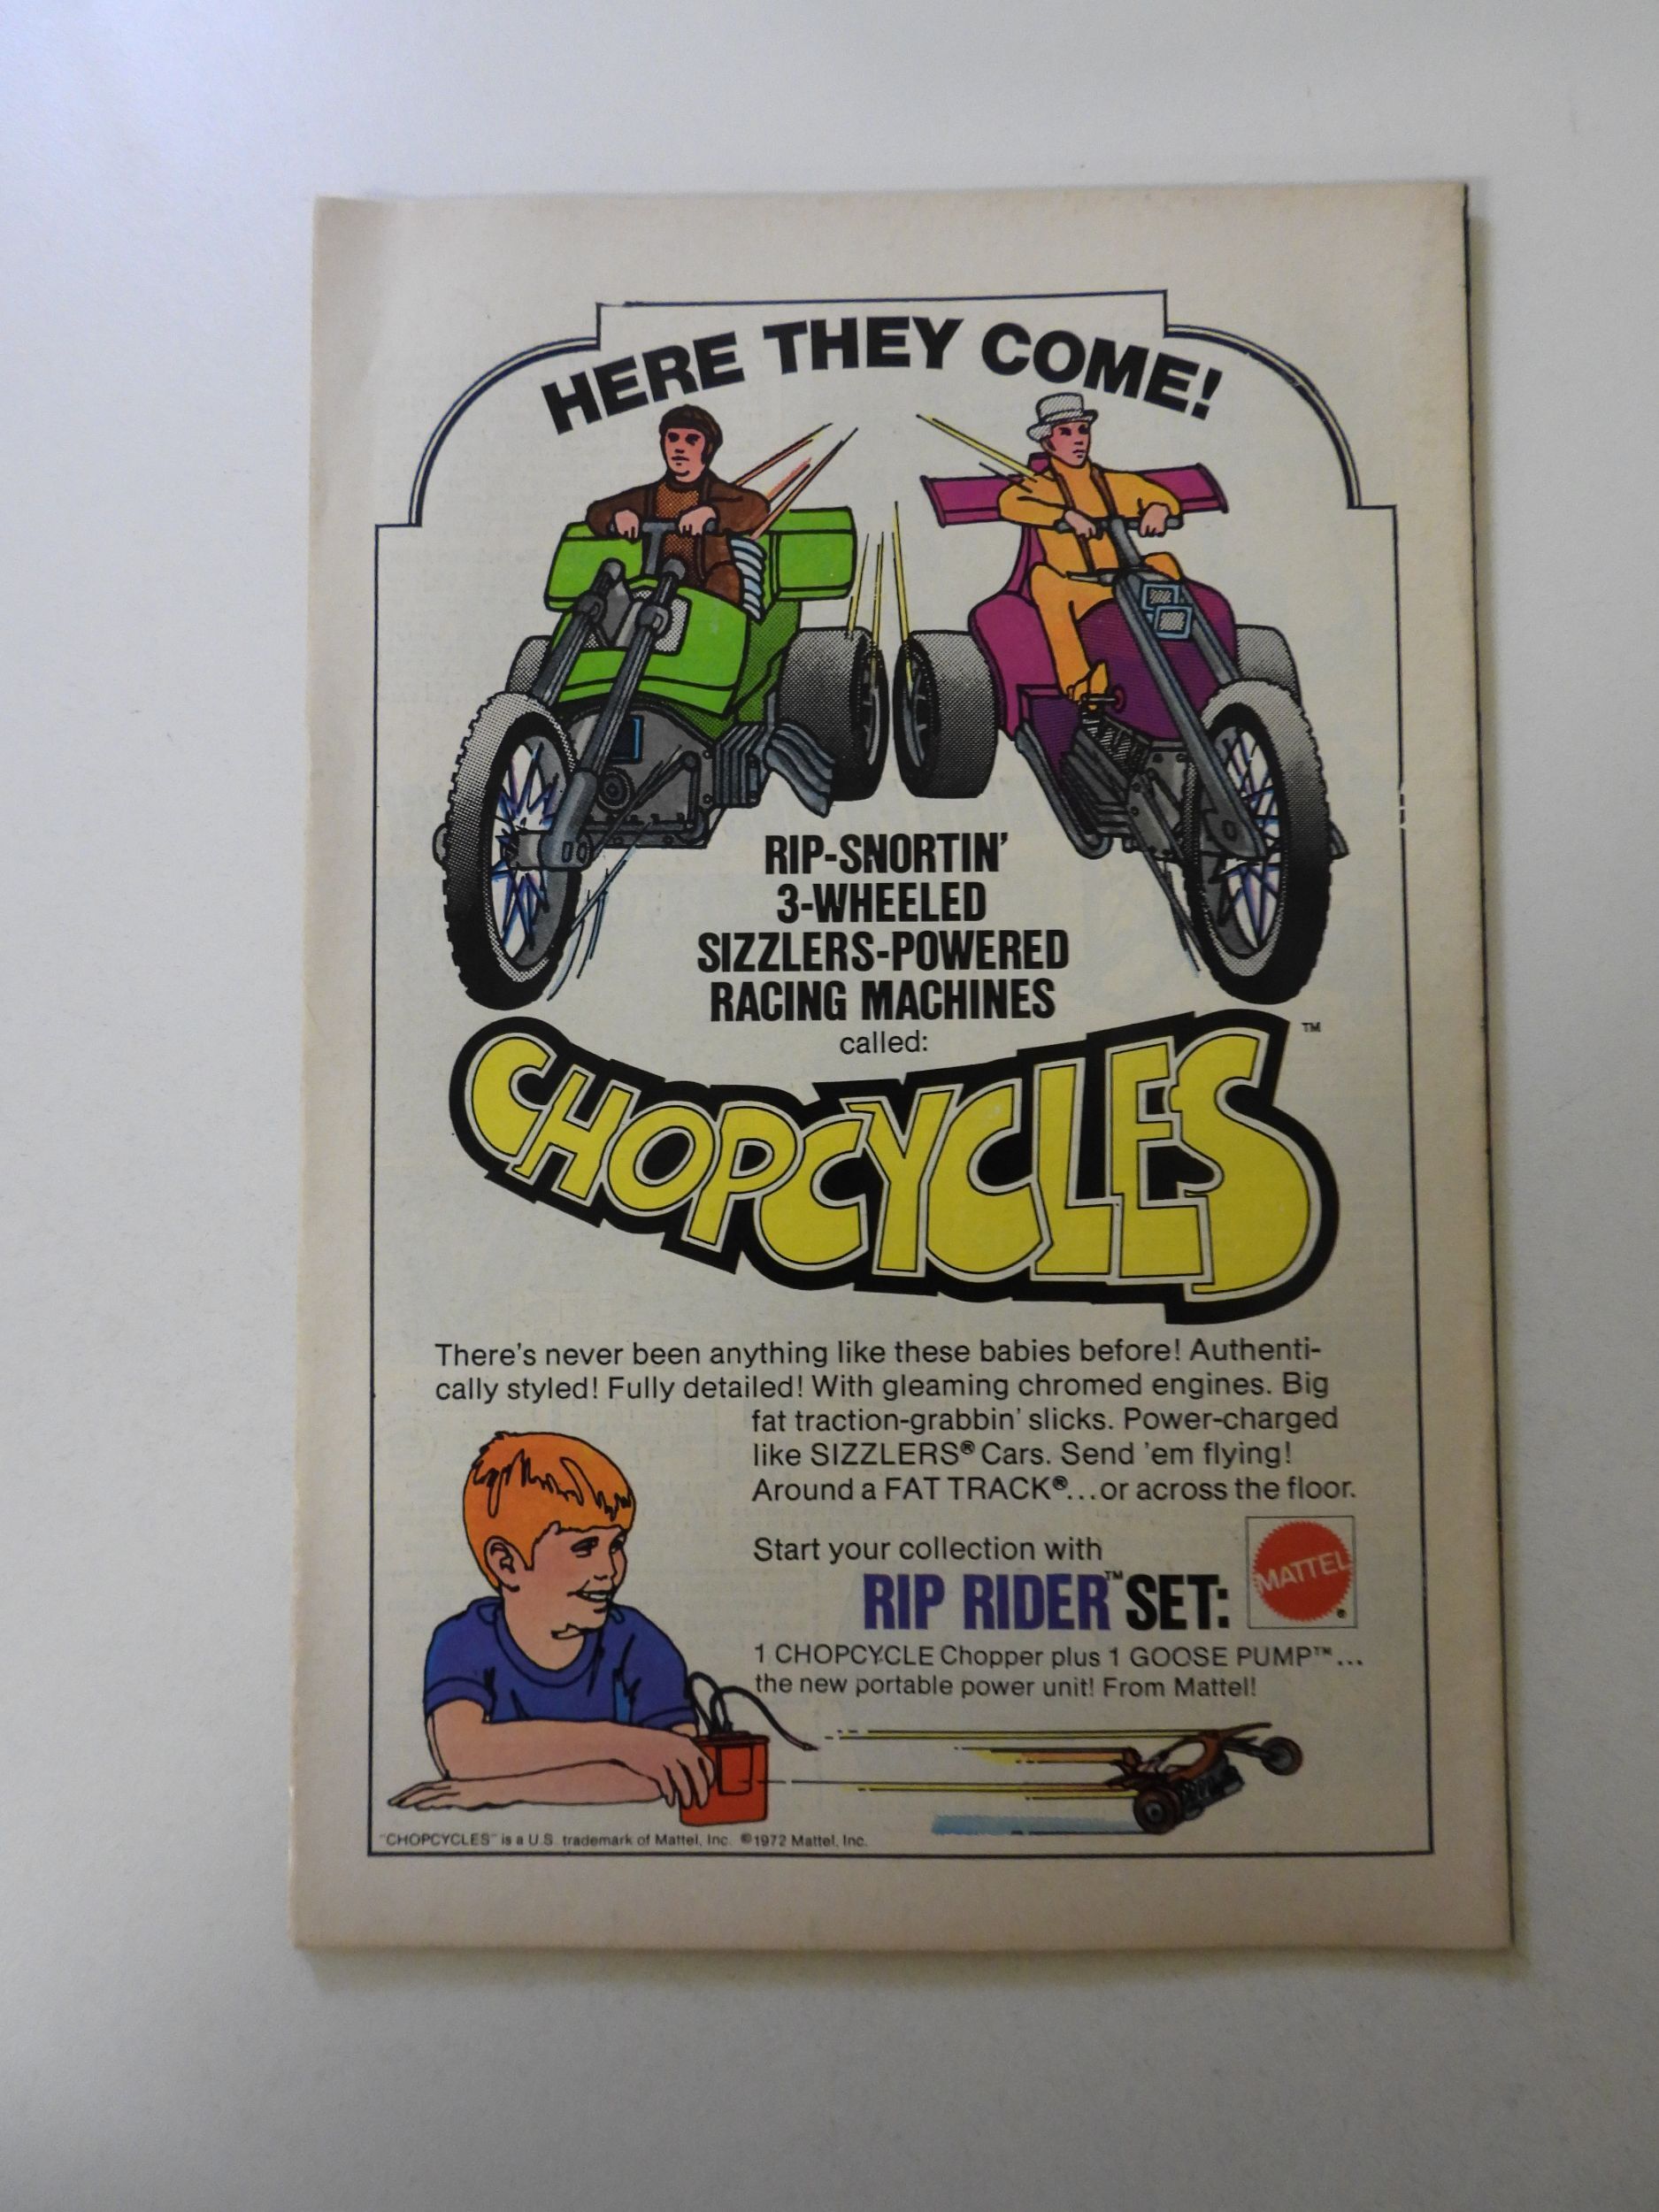 HERE THEY COME!
RIP-SNORTIN'
3-WHEELED
SIZZLERS-POWERED
RACING MACHINES
called:
CHOPCYCLES™
There's never been anything like these babies before! Authenti-
cally styled! Fully detailed! With gleaming chromed engines. Big
fat traction-grabbin' slicks. Power-charged
like SIZZLERS® Cars. Send 'em flying!
Around a FAT TRACK®...or across the floor.
Start your collection with
RIP RIDER™ SET:
MATTEL®
1 CHOPCYCLE Chopper plus 1 GOOSE PUMP™...
the new portable power unit! From Mattel!
"CHOPCYCLES" is a U.S. trademark of Mattel, Inc. ©1972 Mattel, Inc.